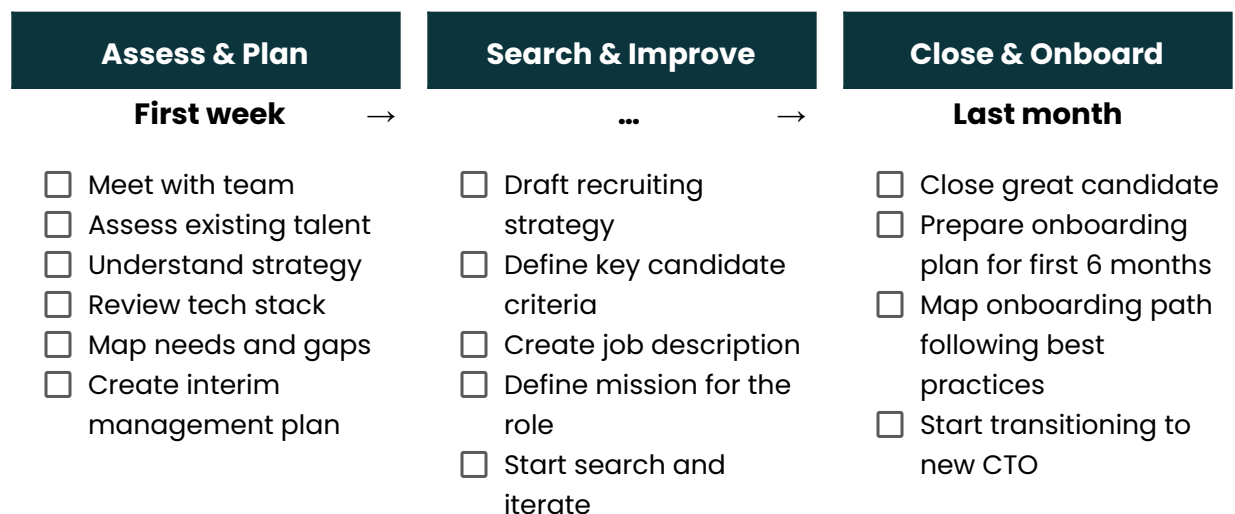 Assess & Plan
First week →
Meet with team
Assess existing talent
Understand strategy
Review tech stack
Map needs and gaps
Create interim
management plan
Search & Improve
... →
Draft recruiting
strategy
Define key candidate
criteria
Create job description
Define mission for the
role
Start search and
iterate
Close & Onboard
Last month
Close great candidate
Prepare onboarding
plan for first 6 months
Map onboarding path
following best
practices
Start transitioning to
new CTO